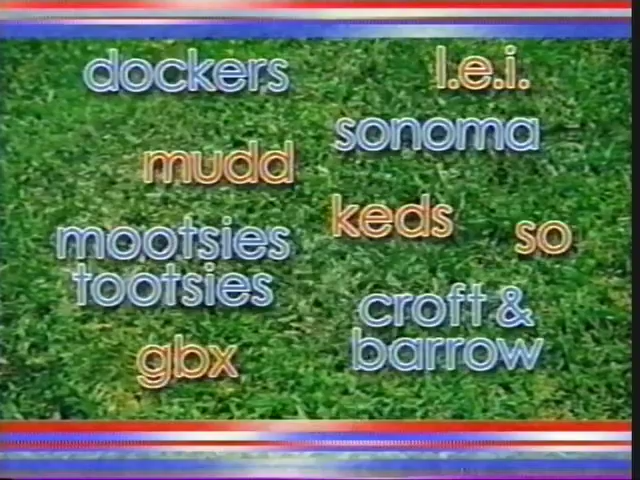 dockers
l.e.i.
sonoma
mudd
keds
so
mootsies
tootsies
croft &
barrow
gbx